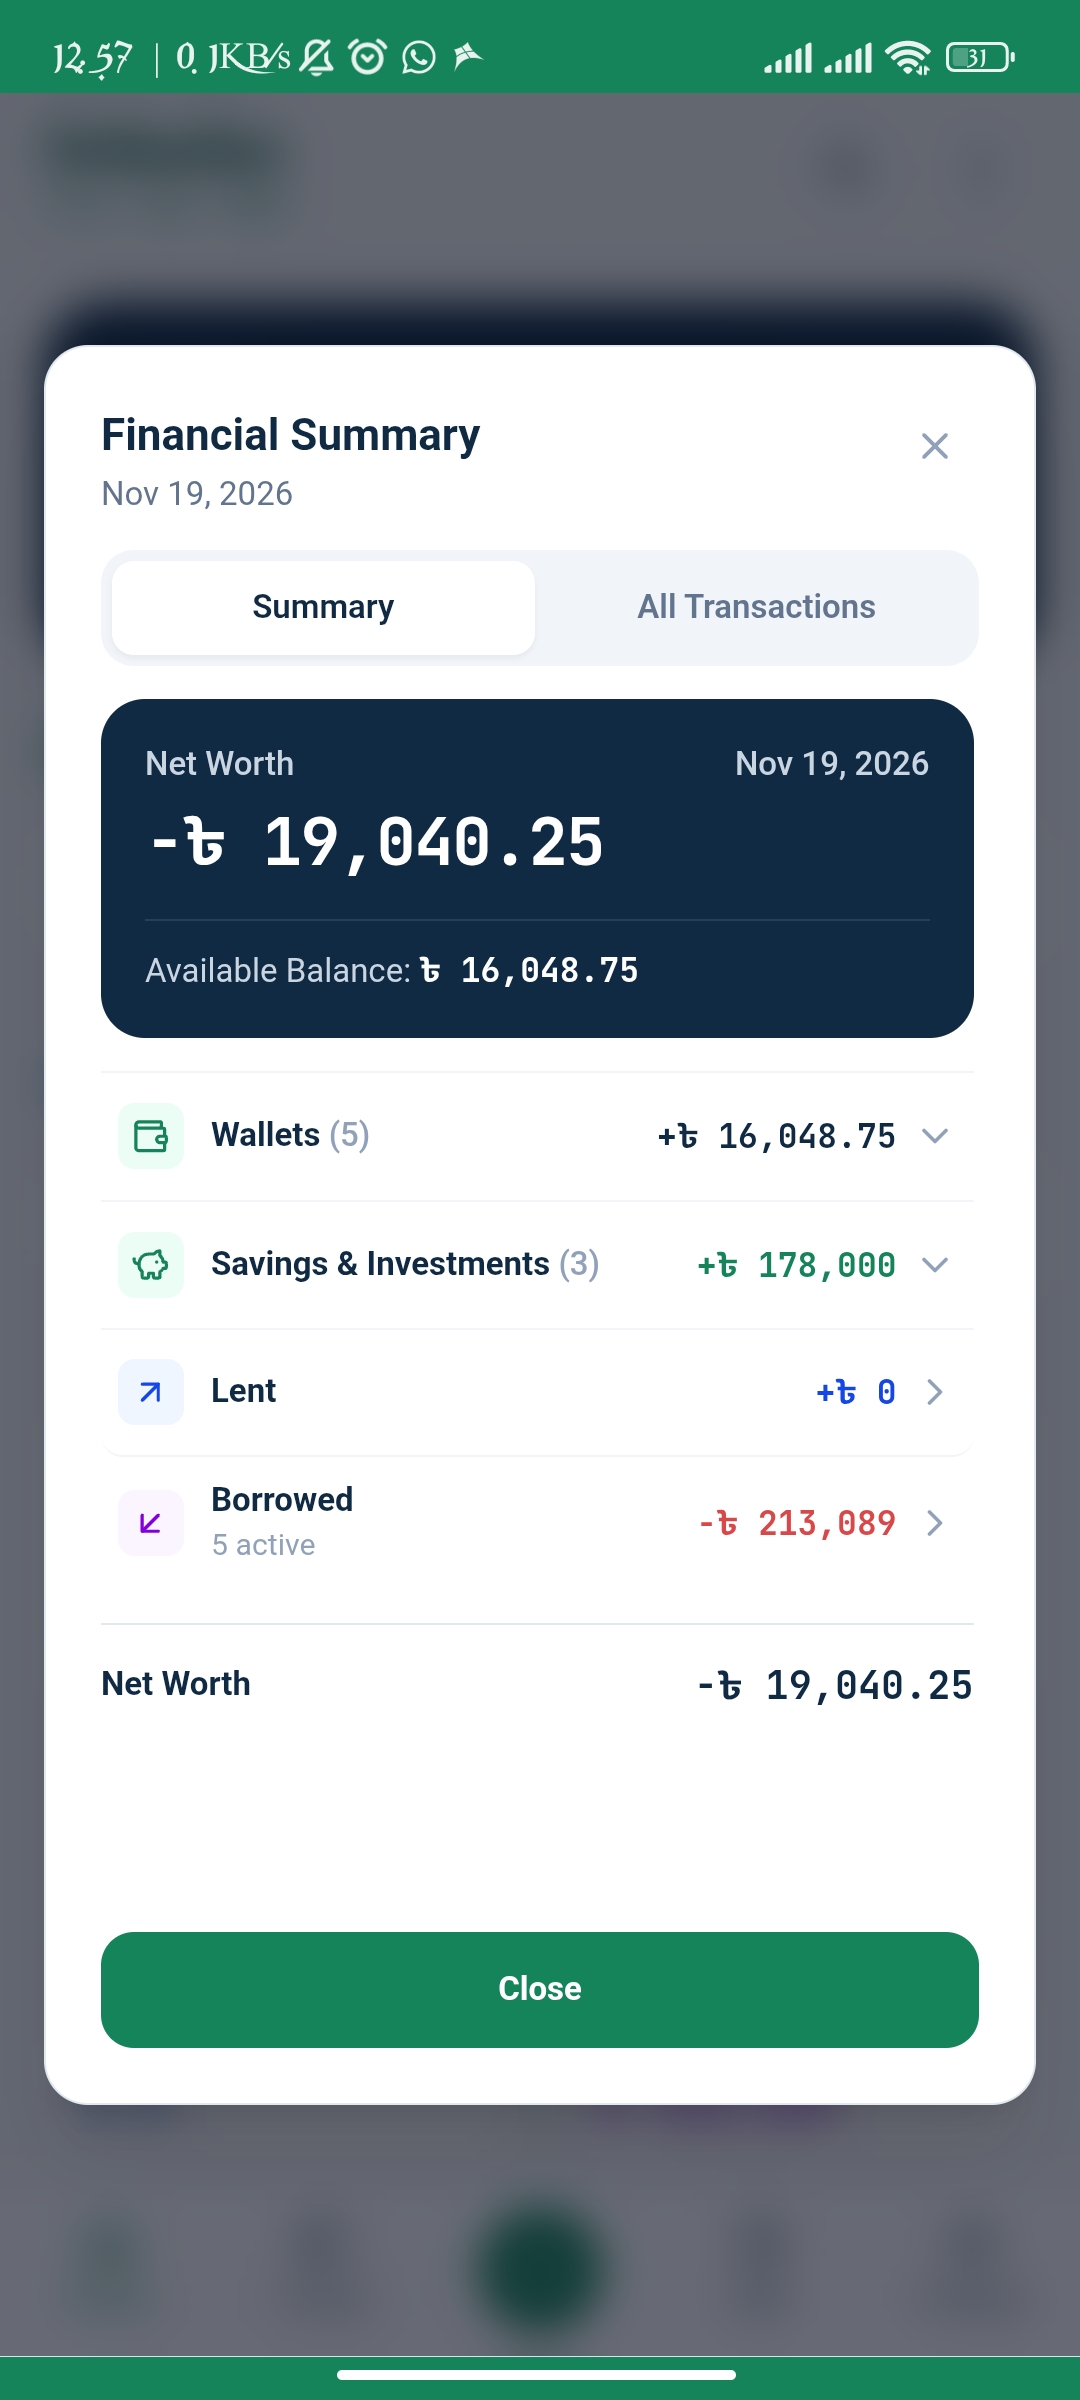 12:57 | 0.1KB/s
31
Financial Summary
Nov 19, 2026
Summary All Transactions
Net Worth Nov 19, 2026
-৳ 19,040.25
Available Balance: ৳ 16,048.75
Wallets (5) +৳ 16,048.75
Savings & Investments (3) +৳ 178,000
Lent +৳ 0
Borrowed
5 active
-৳ 213,089
Net Worth -৳ 19,040.25
Close